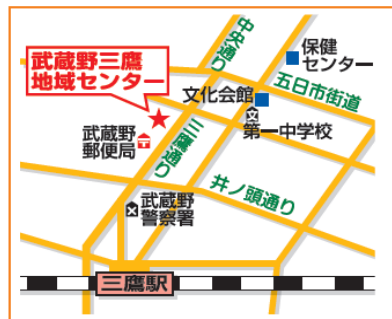 中央通り
保健
センター
武蔵野三鷹
地域センター
五日市街道
文化会館
第一中学校
武蔵野
郵便局
三鷹通り
井ノ頭通り
武蔵野
警察署
三鷹駅